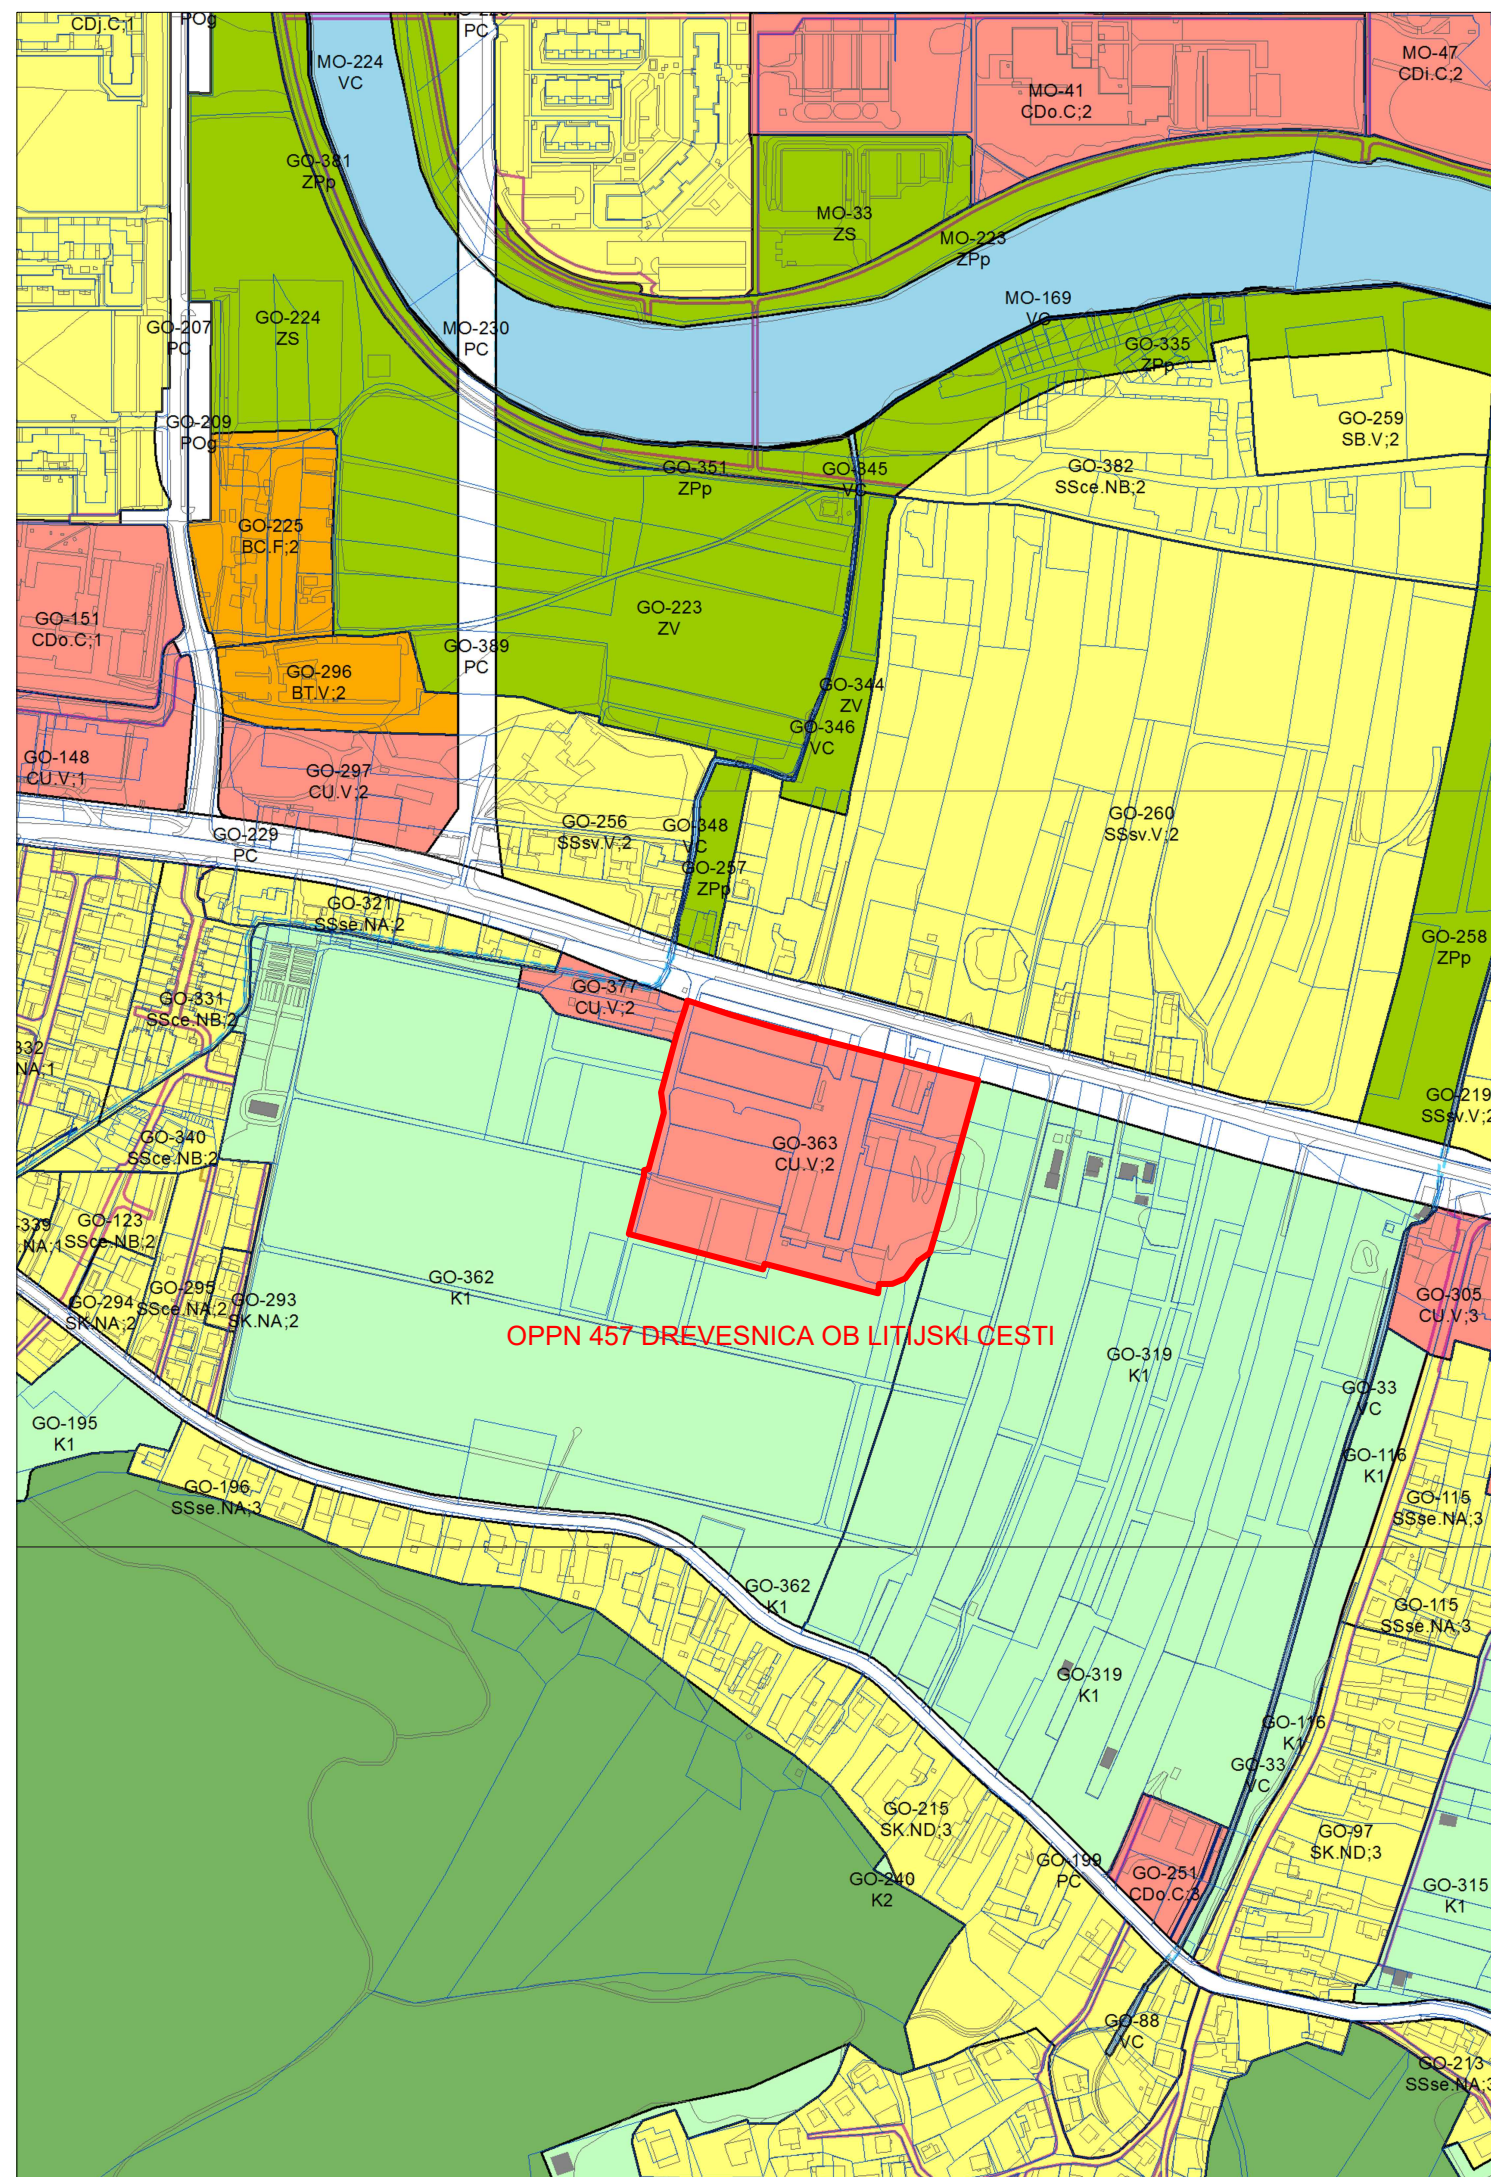 CDj.C;1
POg
MO-224
VC
PC
MO-41
CDo.C;2
MO-47
CDi.C;2
GO-381
ZPp
MO-33
ZS
MO-223
ZPp
GO-207
PC
GO-224
ZS
MO-230
PC
MO-169
VC
GO-335
ZPp
GO-209
POg
GO-259
SB.V;2
GO-351
ZPp
GO-345
VC
GO-382
SSce.NB;2
GO-225
BC.F;2
GO-151
CDo.C;1
GO-223
ZV
GO-389
PC
GO-296
BT.V;2
GO-344
ZV
GO-346
VC
GO-148
CU.V;1
GO-297
CU.V;2
GO-229
PC
GO-256
SSsv.V;2
GO-348
VC
GO-260
SSsv.V;2
GO-257
ZPp
GO-321
SSse.NA;2
GO-258
ZPp
GO-331
SSce.NB;2
GO-377
CU.V;2
332
NA;1
GO-219
SSsv.V;2
GO-340
SSce.NB;2
GO-363
CU.V;2
-339
.NA;1
GO-123
SSce.NB;2
GO-294
SK.NA;2
GO-295
SSce.NA;2
GO-293
SK.NA;2
GO-362
K1
GO-305
CU.V;3
OPPN 457 DREVESNICA OB LITIJSKI CESTI
GO-319
K1
GO-33
VC
GO-195
K1
GO-116
K1
GO-196
SSse.NA;3
GO-115
SSse.NA;3
GO-362
K1
GO-115
SSse.NA;3
GO-319
K1
GO-116
K1
GO-33
VC
GO-215
SK.ND;3
GO-97
SK.ND;3
GO-199
PC
GO-240
K2
GO-251
CDo.C;3
GO-315
K1
GO-88
VC
GO-213
SSse.NA;3